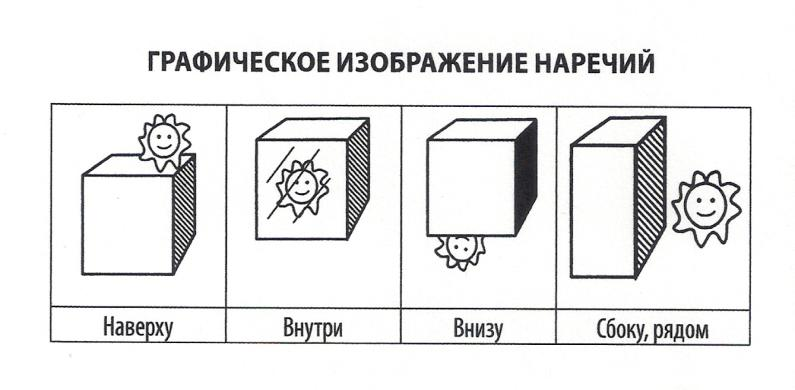 ГРАФИЧЕСКОЕ ИЗОБРАЖЕНИЕ НАРЕЧИЙ
Наверху
Внутри
Внизу
Сбоку, рядом